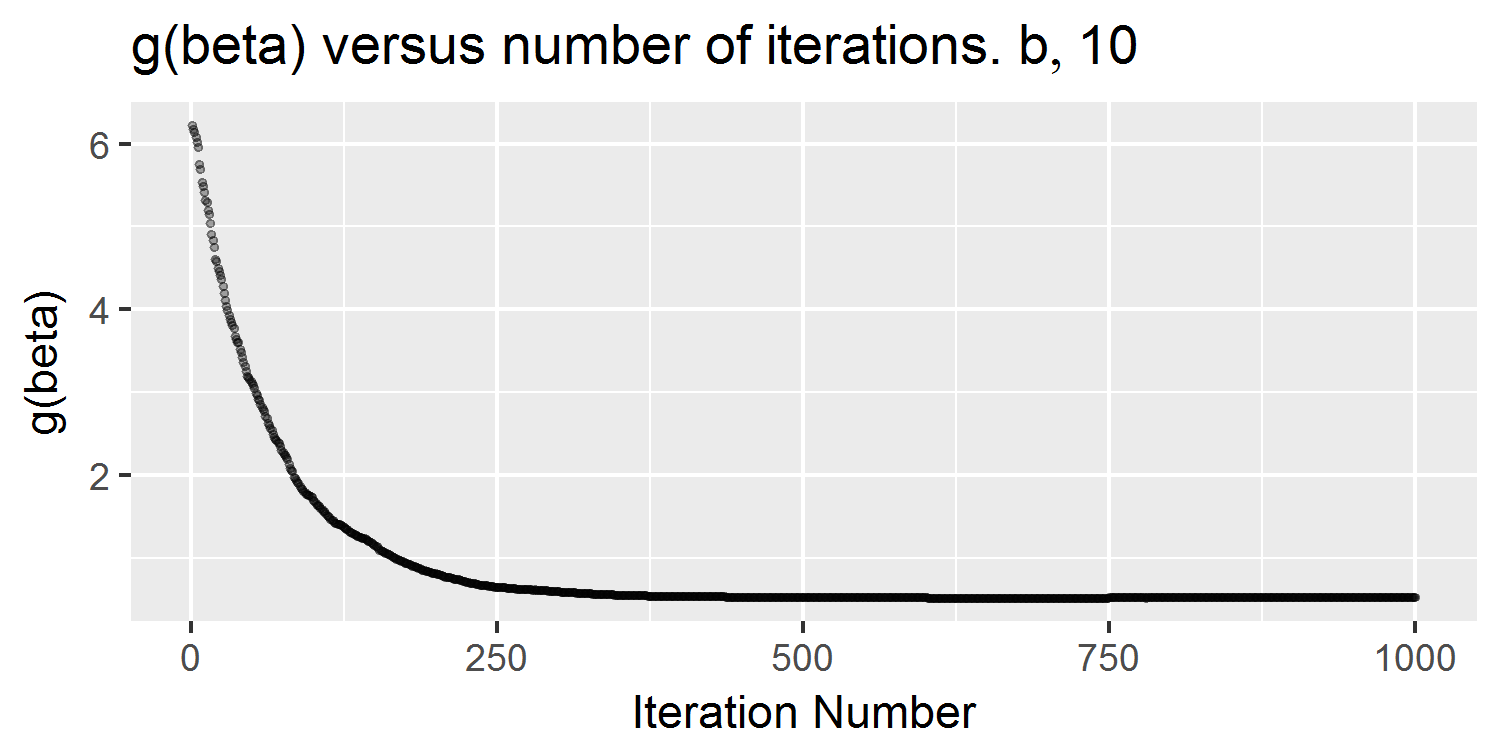 g(beta) versus number of iterations. b, 10
6
4
2
g(beta)
0 250 500 750 1000
Iteration Number